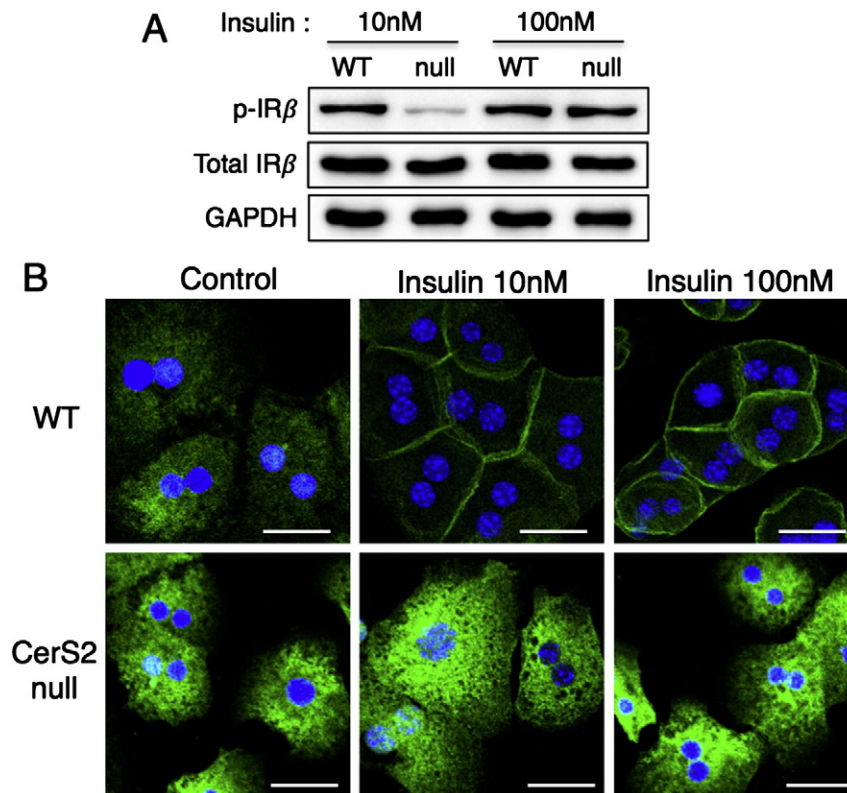 A
Insulin : 10nM 100nM
WT null WT null
p-IRβ
Total IRβ
GAPDH
B
Control Insulin 10nM Insulin 100nM
WT
CerS2
null